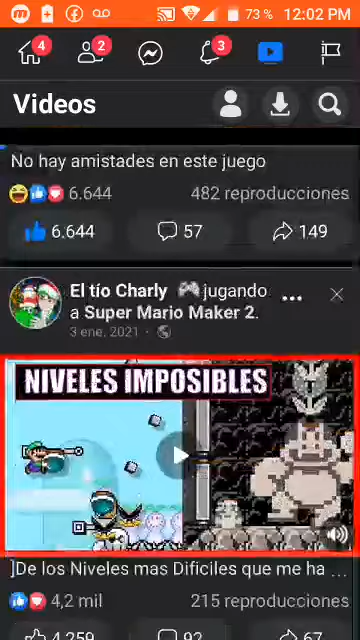 73 % 12:02 PM
4
2
3
Videos
No hay amistades en este juego
6.644 482 reproducciones
6.644 57 149
El tío Charly 🎮 jugando
a Super Mario Maker 2.
3 ene. 2021 ·
NIVELES IMPOSIBLES
]De los Niveles mas Dificiles que me ha ...
4,2 mil 215 reproducciones
4.259 92 67